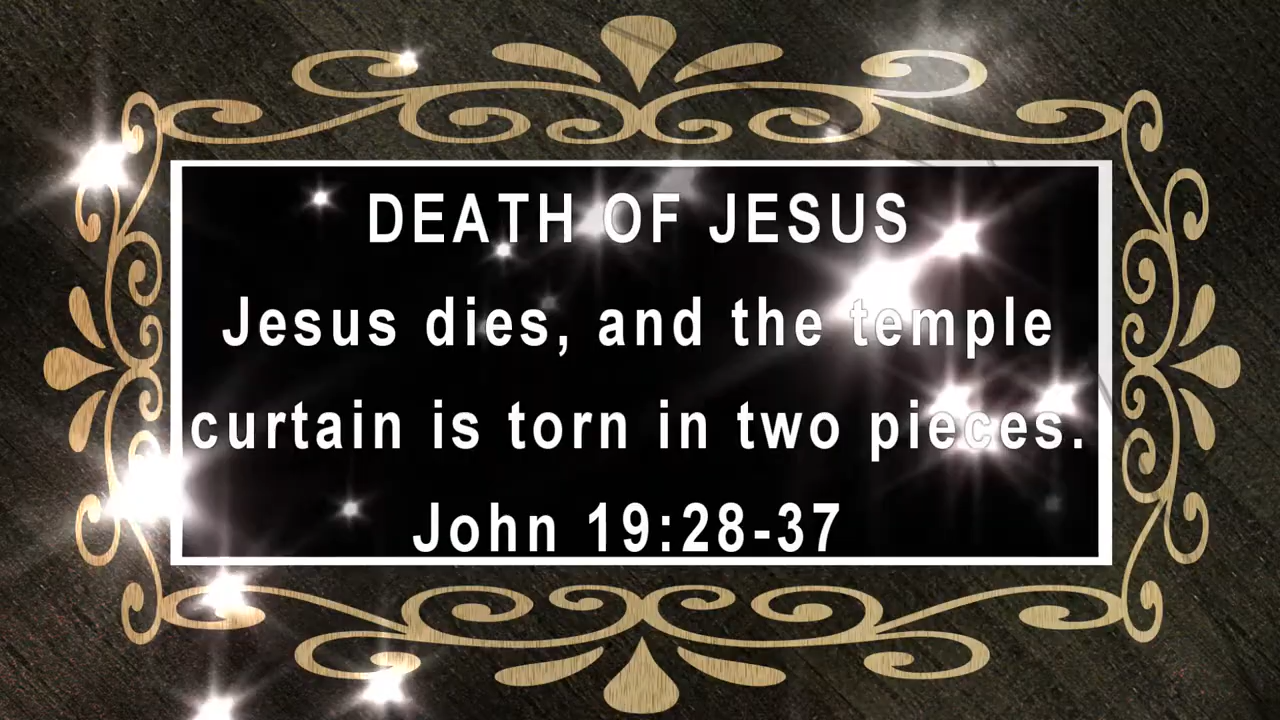 DEATH OF JESUS
Jesus dies, and the temple
curtain is torn in two pieces.
John 19:28-37